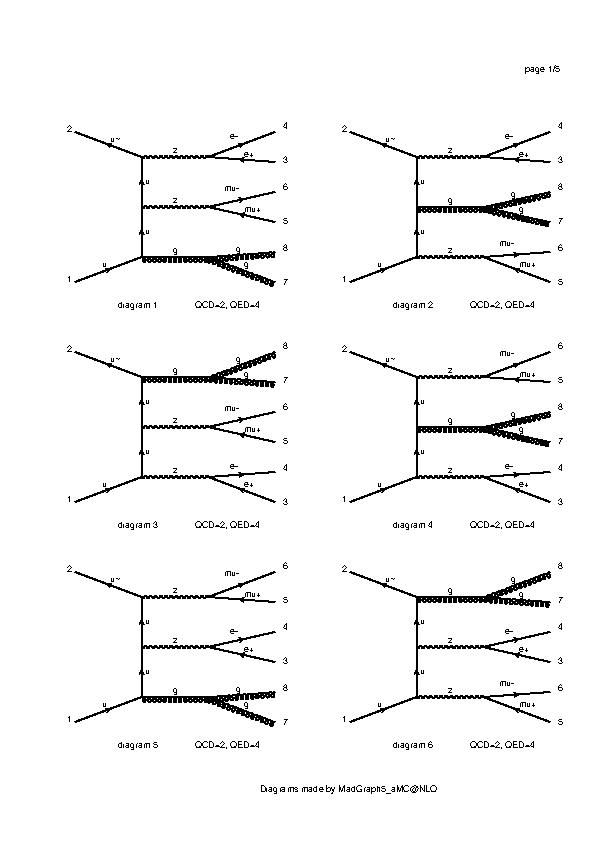 page 1/5
2 u~ z e- 4
e+ 3
u z mu- 6
mu+ 5
u g g 8
1 u g 7
diagram 1 QCD=2, QED=4
2 u~ z e- 4
e+ 3
u g g 8
g 7
u z mu- 6
1 u mu+ 5
diagram 2 QCD=2, QED=4
2 u~ g g 8
g 7
u z mu- 6
mu+ 5
u z e- 4
1 u e+ 3
diagram 3 QCD=2, QED=4
2 u~ z mu- 6
mu+ 5
u g g 8
g 7
u z e- 4
1 u e+ 3
diagram 4 QCD=2, QED=4
2 u~ z mu- 6
mu+ 5
u z e- 4
e+ 3
u g g 8
1 u g 7
diagram 5 QCD=2, QED=4
2 u~ g g 8
g 7
u z e- 4
e+ 3
u z mu- 6
1 u mu+ 5
diagram 6 QCD=2, QED=4
Diagrams made by MadGraph5_aMC@NLO